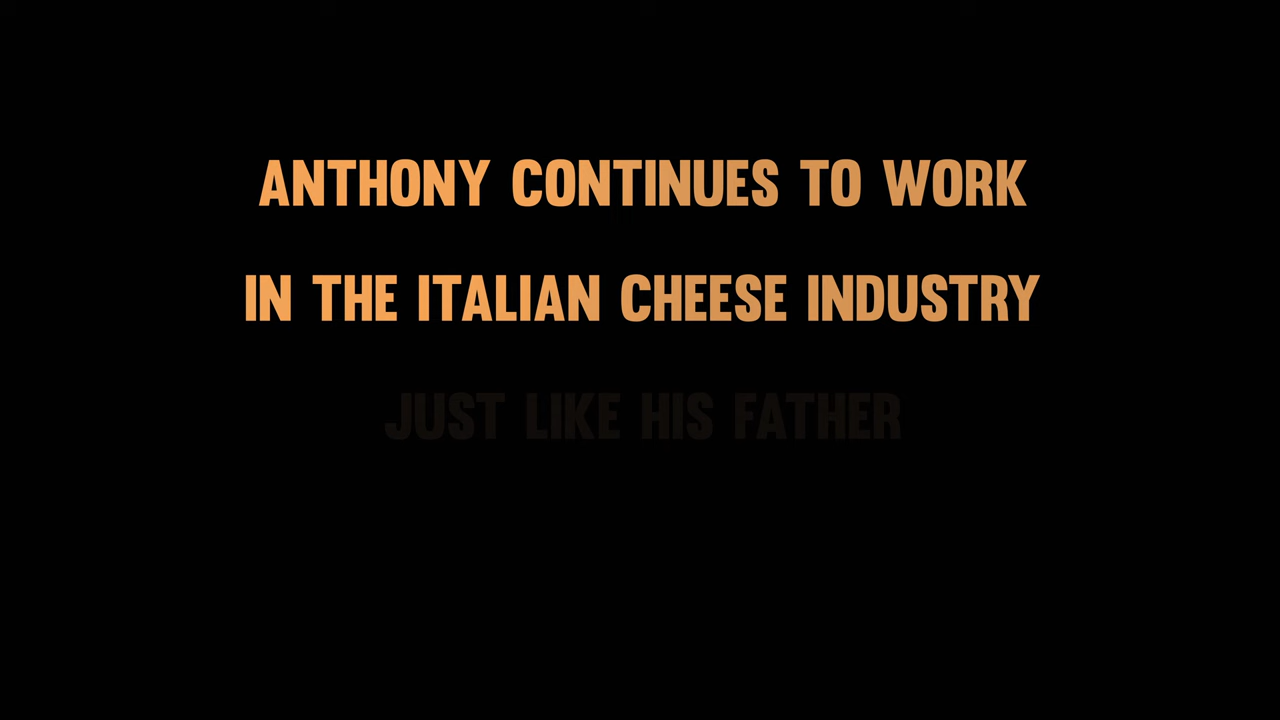 ANTHONY CONTINUES TO WORK
IN THE ITALIAN CHEESE INDUSTRY
JUST LIKE HIS FATHER